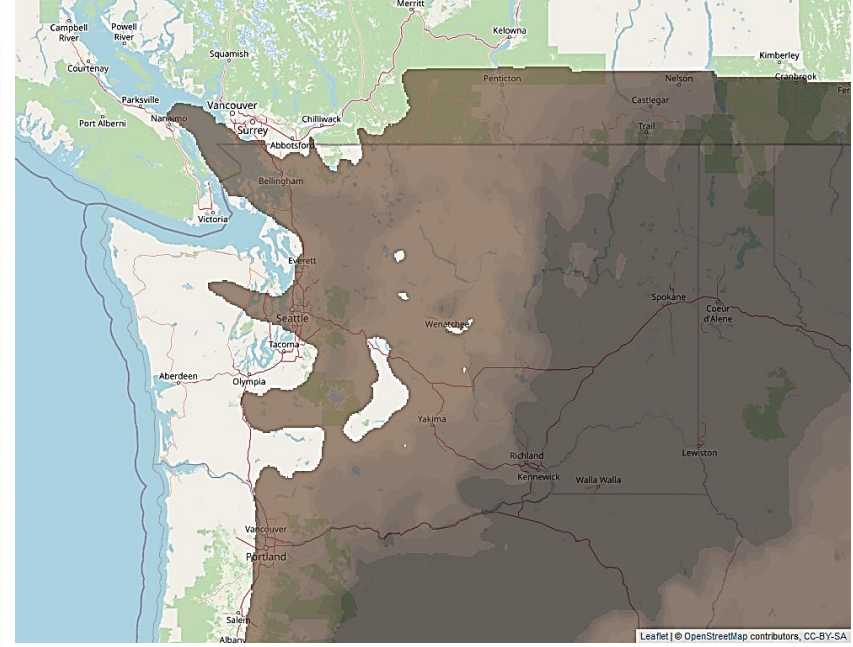 Merritt
Campbell
River
Powell
River
Kelowna
Squamish
Kimberley
Courtenay
Penticton
Nelson
Cranbrook
Parksville
Vancouver
Castlegar
Nanaimo
Port Alberni
Surrey
Chilliwack
Trail
Abbotsford
Bellingham
Victoria
Everett
Spokane
Coeur
d'Alene
Seattle
Wenatchee
Tacoma
Aberdeen
Olympia
Yakima
Lewiston
Richland
Kennewick
Walla Walla
Vancouver
Portland
Salem
Albany
Leaflet | © OpenStreetMap contributors, CC-BY-SA